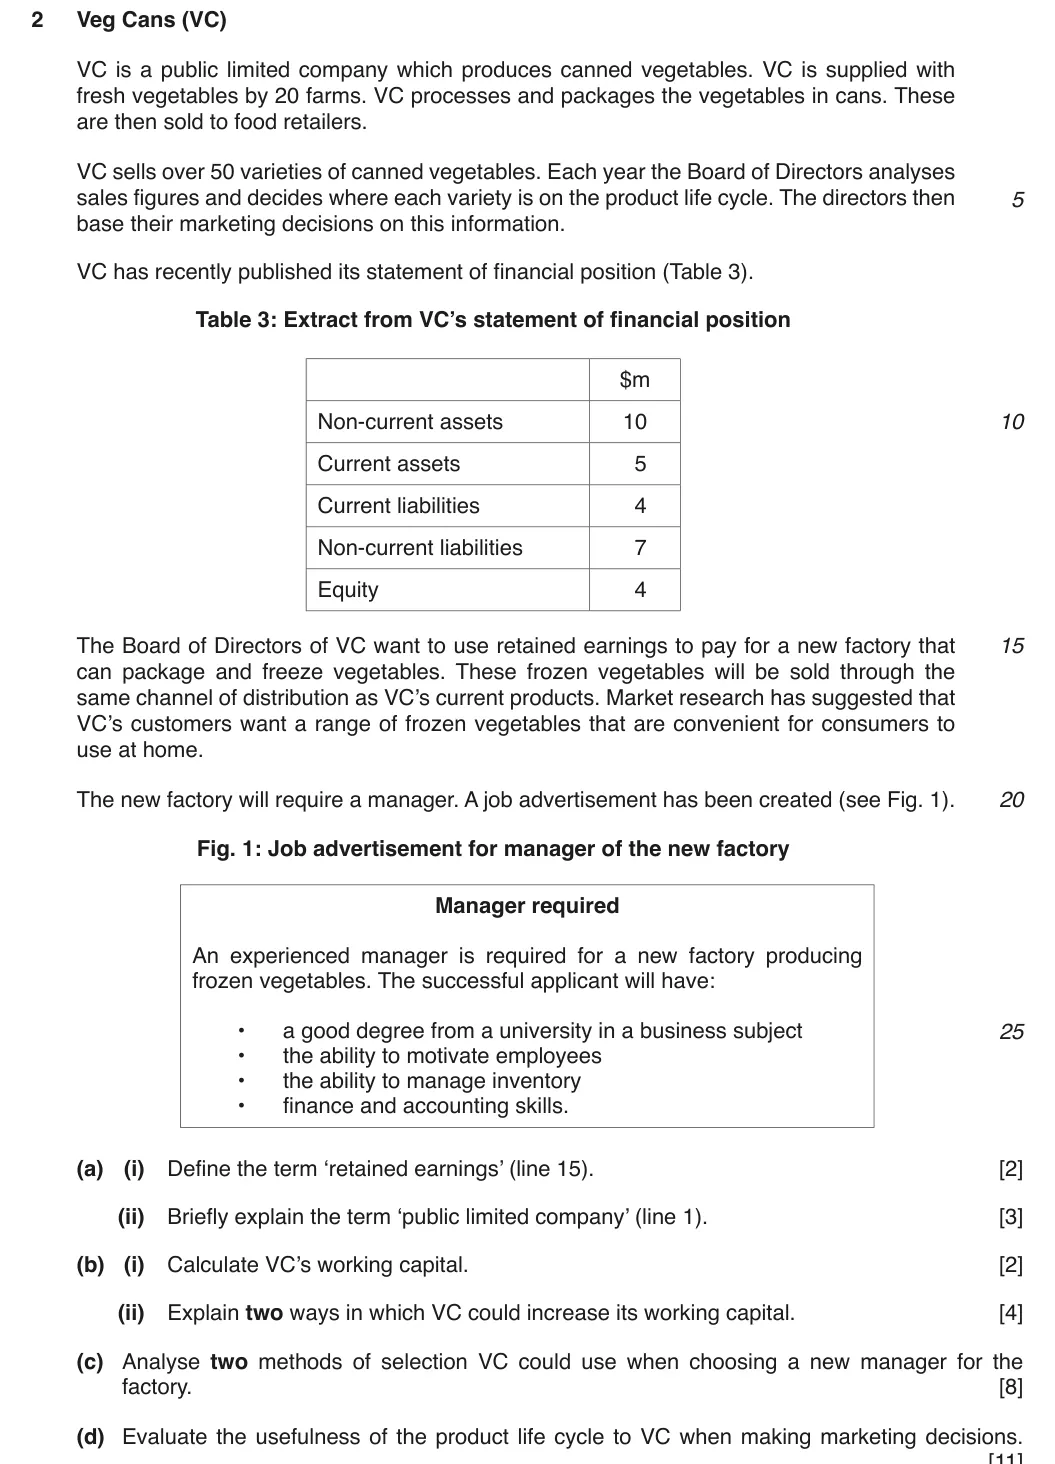 2 Veg Cans (VC)
VC is a public limited company which produces canned vegetables. VC is supplied with
fresh vegetables by 20 farms. VC processes and packages the vegetables in cans. These
are then sold to food retailers.
VC sells over 50 varieties of canned vegetables. Each year the Board of Directors analyses
sales figures and decides where each variety is on the product life cycle. The directors then 5
base their marketing decisions on this information.
VC has recently published its statement of financial position (Table 3).
Table 3: Extract from VC's statement of financial position
$m
Non-current assets 10 10
Current assets 5
Current liabilities 4
Non-current liabilities 7
Equity 4
The Board of Directors of VC want to use retained earnings to pay for a new factory that 15
can package and freeze vegetables. These frozen vegetables will be sold through the
same channel of distribution as VC's current products. Market research has suggested that
VC's customers want a range of frozen vegetables that are convenient for consumers to
use at home.
The new factory will require a manager. A job advertisement has been created (see Fig. 1). 20
Fig. 1: Job advertisement for manager of the new factory
Manager required
An experienced manager is required for a new factory producing
frozen vegetables. The successful applicant will have:
• a good degree from a university in a business subject 25
• the ability to motivate employees
• the ability to manage inventory
• finance and accounting skills.
(a) (i) Define the term 'retained earnings' (line 15). [2]
(ii) Briefly explain the term 'public limited company' (line 1). [3]
(b) (i) Calculate VC's working capital. [2]
(ii) Explain two ways in which VC could increase its working capital. [4]
(c) Analyse two methods of selection VC could use when choosing a new manager for the
factory. [8]
(d) Evaluate the usefulness of the product life cycle to VC when making marketing decisions.
[11]